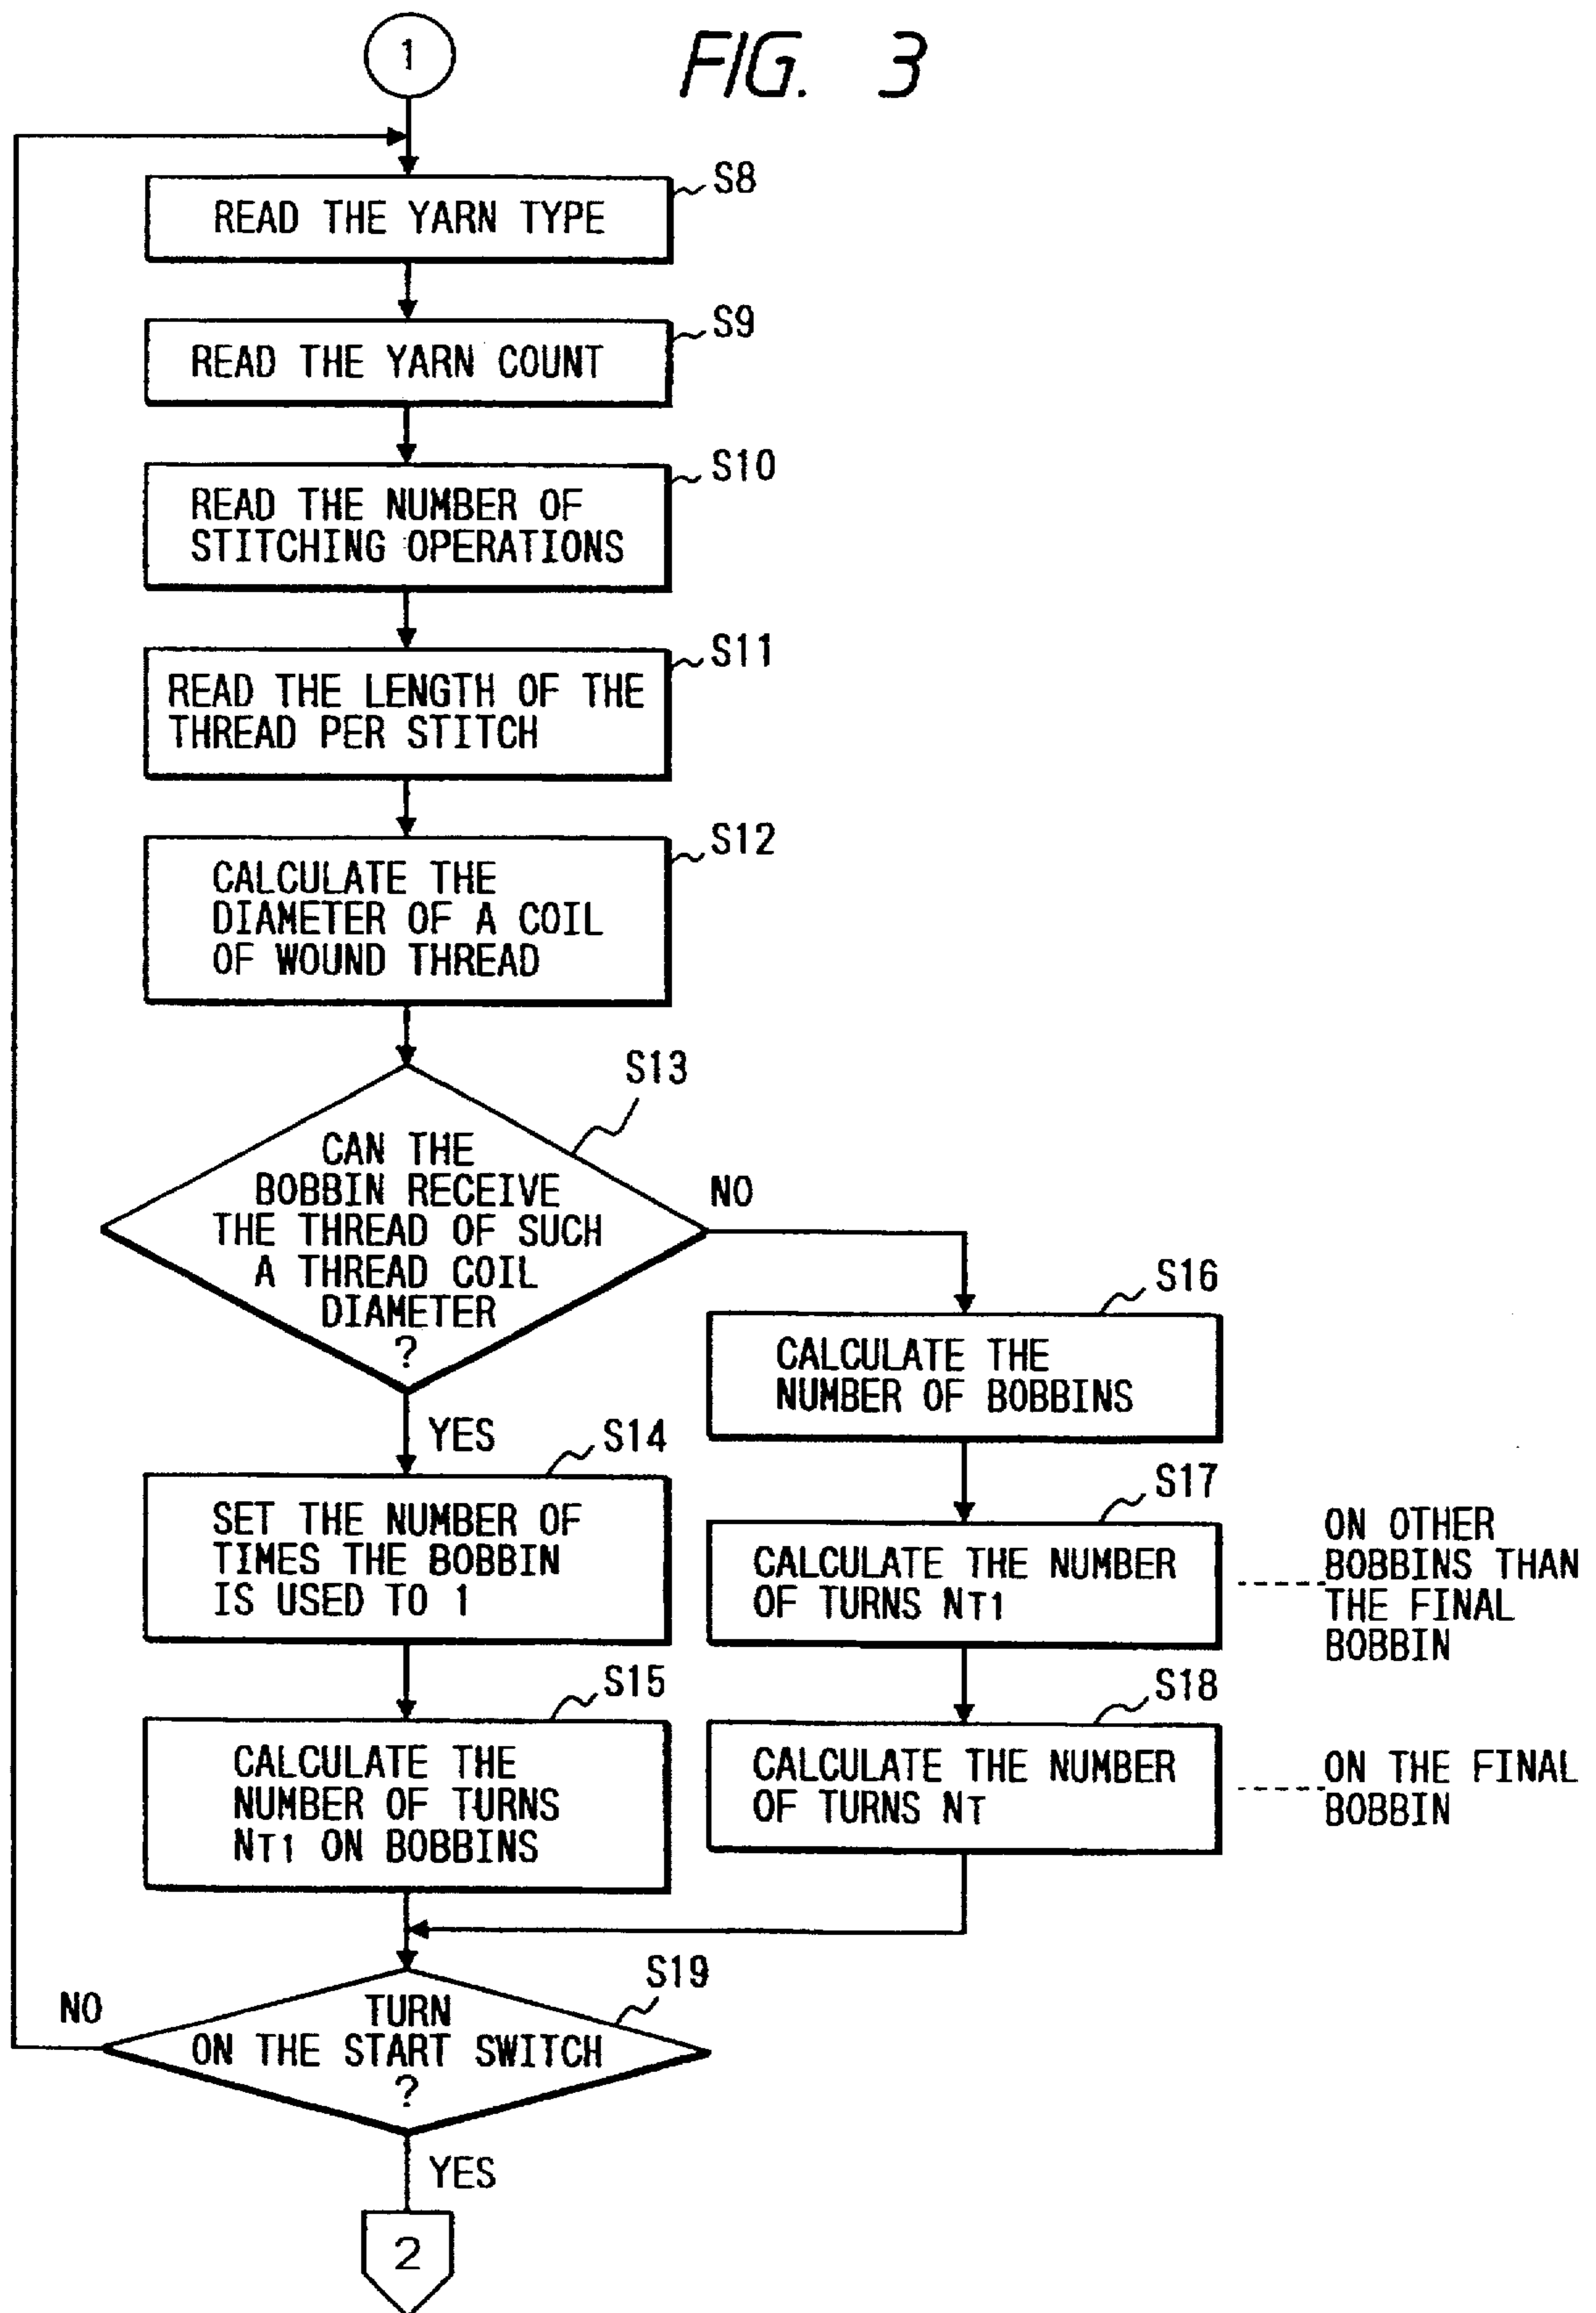 1
FIG. 3
S8
READ THE YARN TYPE
S9
READ THE YARN COUNT
S10
READ THE NUMBER OF
STITCHING OPERATIONS
S11
READ THE LENGTH OF THE
THREAD PER STITCH
S12
CALCULATE THE
DIAMETER OF A COIL
OF WOUND THREAD
S13
CAN THE
BOBBIN RECEIVE
THE THREAD OF SUCH
A THREAD COIL
DIAMETER
?
NO
YES
S14
SET THE NUMBER OF
TIMES THE BOBBIN
IS USED TO 1
S15
CALCULATE THE
NUMBER OF TURNS
NT1 ON BOBBINS
S16
CALCULATE THE
NUMBER OF BOBBINS
S17
CALCULATE THE NUMBER
OF TURNS NT1
ON OTHER
BOBBINS THAN
THE FINAL
BOBBIN
S18
CALCULATE THE NUMBER
OF TURNS NT
ON THE FINAL
BOBBIN
S19
TURN
ON THE START SWITCH
?
NO
YES
2